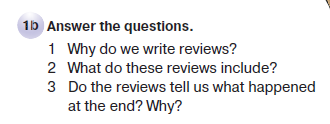 1b Answer the questions.
1 Why do we write reviews?
2 What do these reviews include?
3 Do the reviews tell us what happened
at the end? Why?